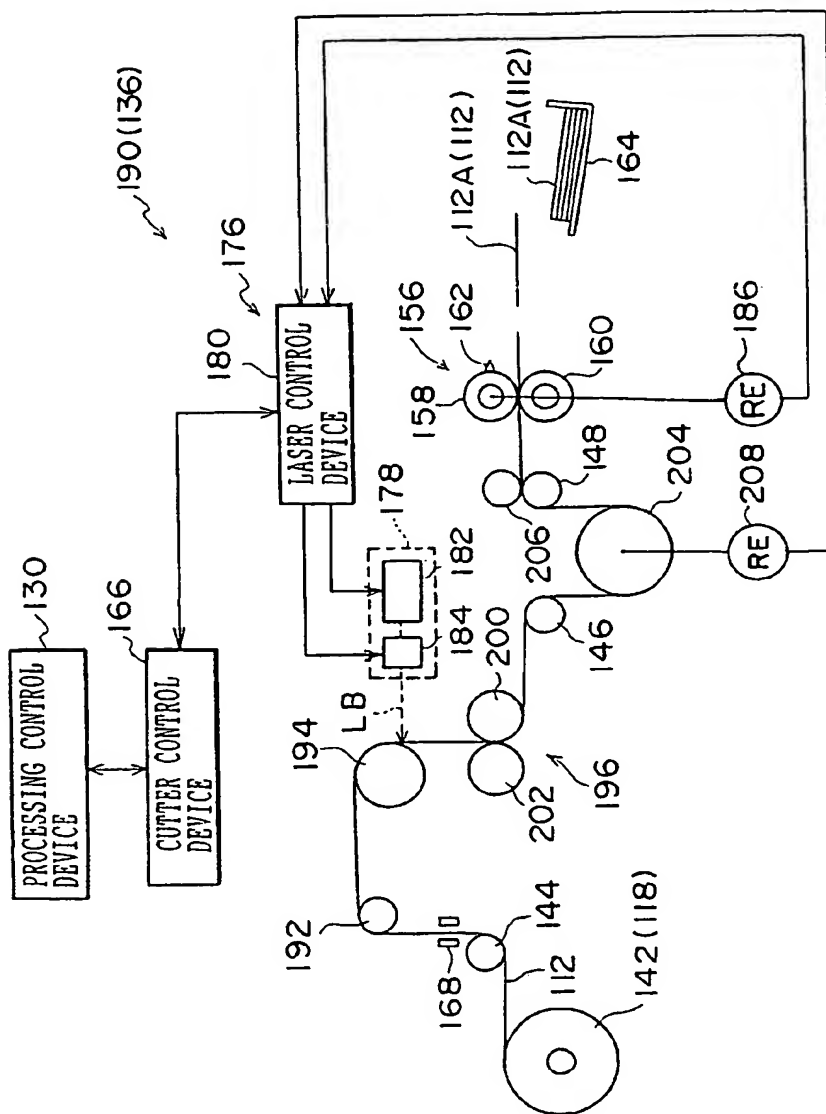 190(136)
PROCESSING CONTROL
DEVICE
130
CUTTER CONTROL
DEVICE
166
176
180
LASER CONTROL
DEVICE
178
182
184
LB
194
192
168
144
112
142(118)
202
200
196
146
206
148
204
208
RE
186
RE
156
162
158
160
112A(112)
112A(112)
164